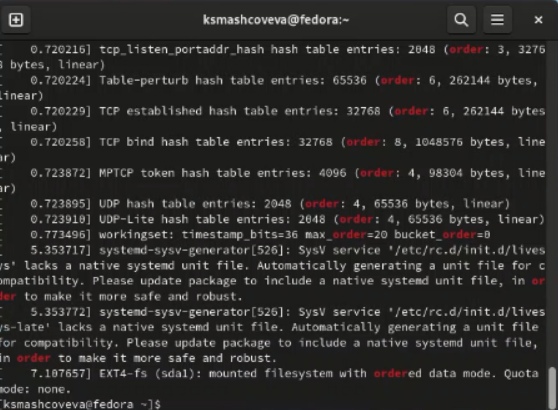 ksmashcoveva@fedora:~
[    0.720216] tcp_listen_portaddr_hash hash table entries: 2048 (order: 3, 3276
8 bytes, linear)
[    0.720224] Table-perturb hash table entries: 65536 (order: 6, 262144 bytes,
linear)
[    0.720229] TCP established hash table entries: 32768 (order: 6, 262144 bytes
, linear)
[    0.720258] TCP bind hash table entries: 32768 (order: 8, 1048576 bytes, line
ar)
[    0.723872] MPTCP token hash table entries: 4096 (order: 4, 98304 bytes, line
ar)
[    0.723895] UDP hash table entries: 2048 (order: 4, 65536 bytes, linear)
[    0.723910] UDP-Lite hash table entries: 2048 (order: 4, 65536 bytes, linear)
[    0.773496] workingset: timestamp_bits=36 max_order=20 bucket_order=0
[    5.353717] systemd-sysv-generator[526]: SysV service '/etc/rc.d/init.d/lives
ys' lacks a native systemd unit file. Automatically generating a unit file for c
ompatibility. Please update package to include a native systemd unit file, in or
der to make it more safe and robust.
[    5.353772] systemd-sysv-generator[526]: SysV service '/etc/rc.d/init.d/lives
ys-late' lacks a native systemd unit file. Automatically generating a unit file
for compatibility. Please update package to include a native systemd unit file,
in order to make it more safe and robust.
[    7.107657] EXT4-fs (sda1): mounted filesystem with ordered data mode. Quota
mode: none.
[ksmashcoveva@fedora ~]$